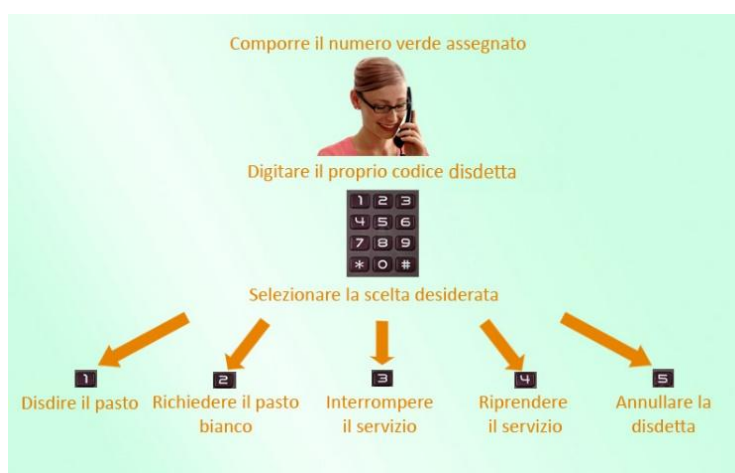 Comporre il numero verde assegnato
Digitare il proprio codice disdetta
1 2 3
4 5 6
7 8 9
* 0 #
Selezionare la scelta desiderata
1
Disdire il pasto
2
Richiedere il pasto
bianco
3
Interrompere
il servizio
4
Riprendere
il servizio
5
Annullare la
disdetta